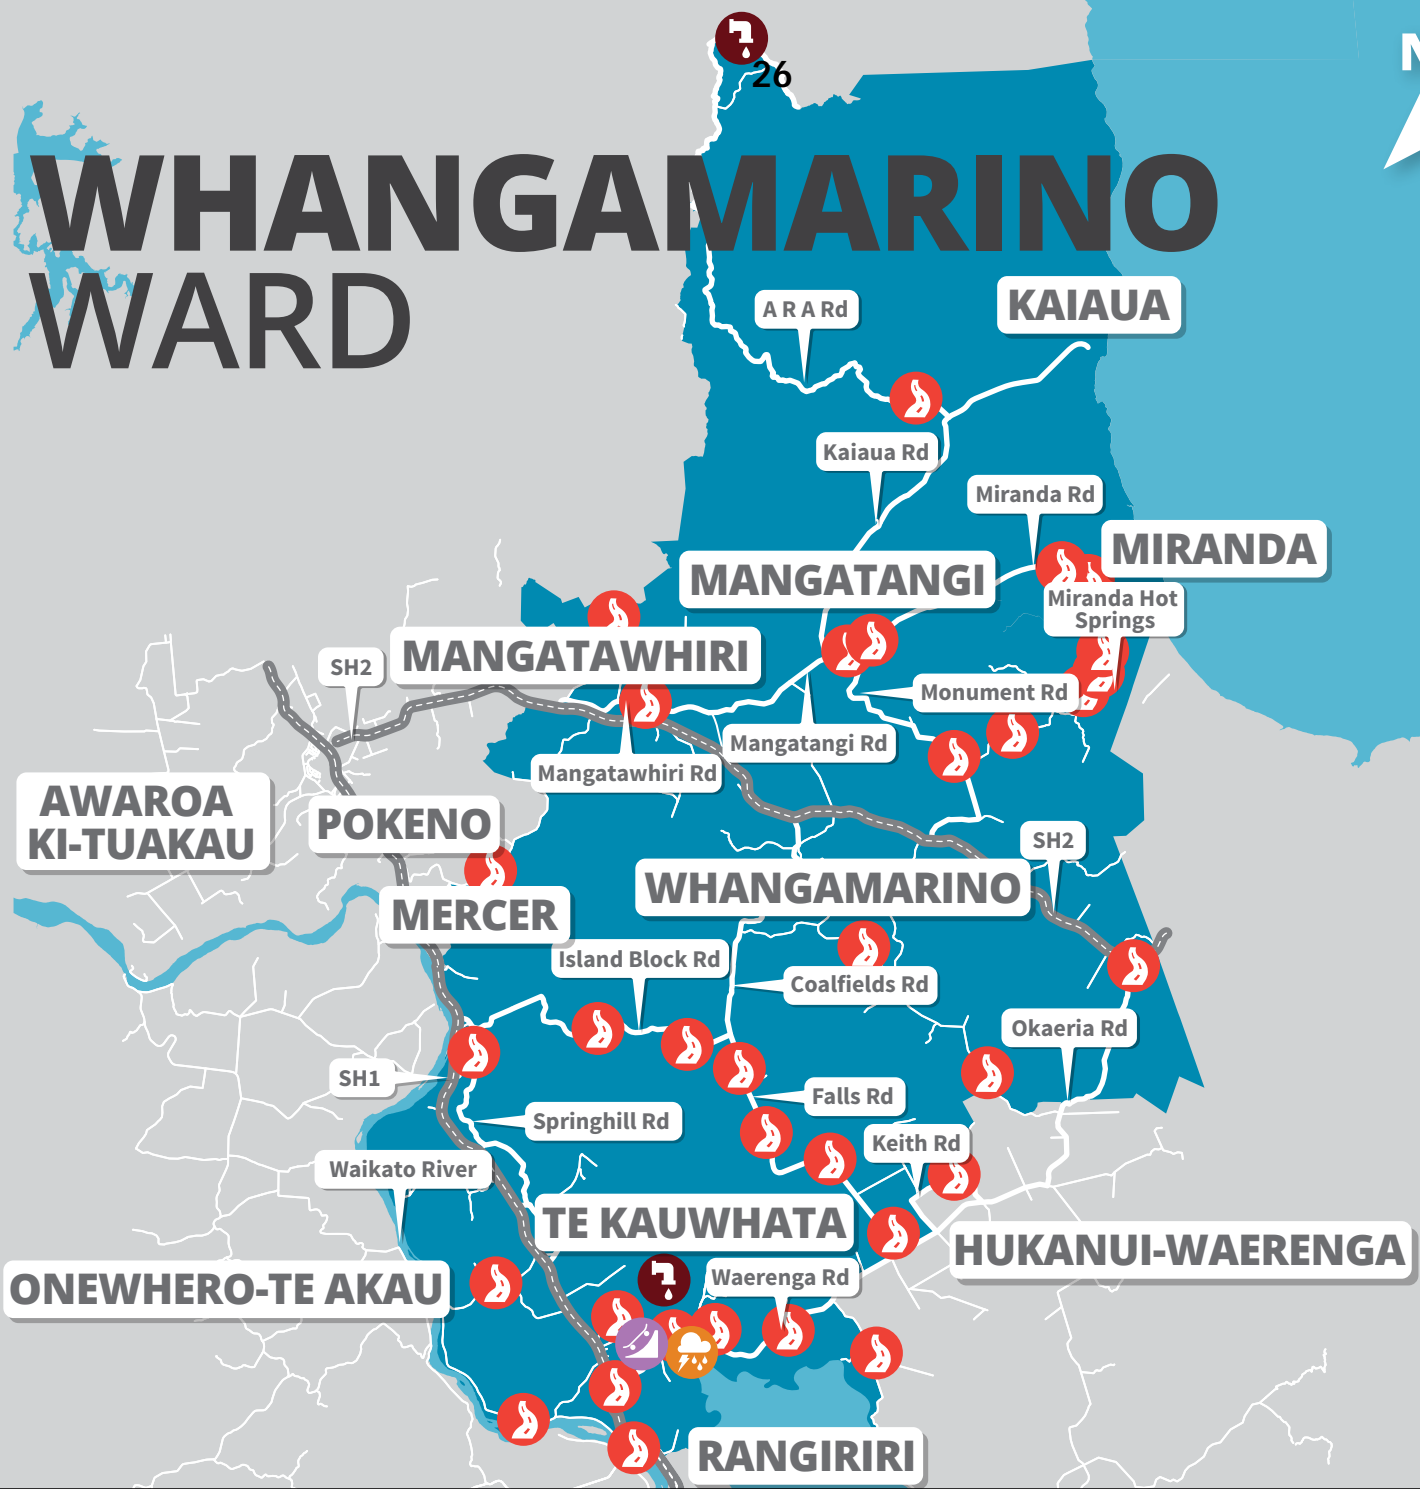 N
26
WHANGAMARINO
WARD
KAIAUA
A R A Rd
Kaiaua Rd
Miranda Rd
MIRANDA
MANGATANGI
Miranda Hot
Springs
MANGATAWHIRI
SH2
Monument Rd
Mangatangi Rd
Mangatawhiri Rd
AWAROA
KI-TUAKAU
POKENO
SH2
WHANGAMARINO
MERCER
Island Block Rd
Coalfields Rd
Okaeria Rd
SH1
Falls Rd
Springhill Rd
Keith Rd
Waikato River
TE KAUWHATA
HUKANUI-WAERENGA
Waerenga Rd
ONEWHERO-TE AKAU
RANGIRIRI